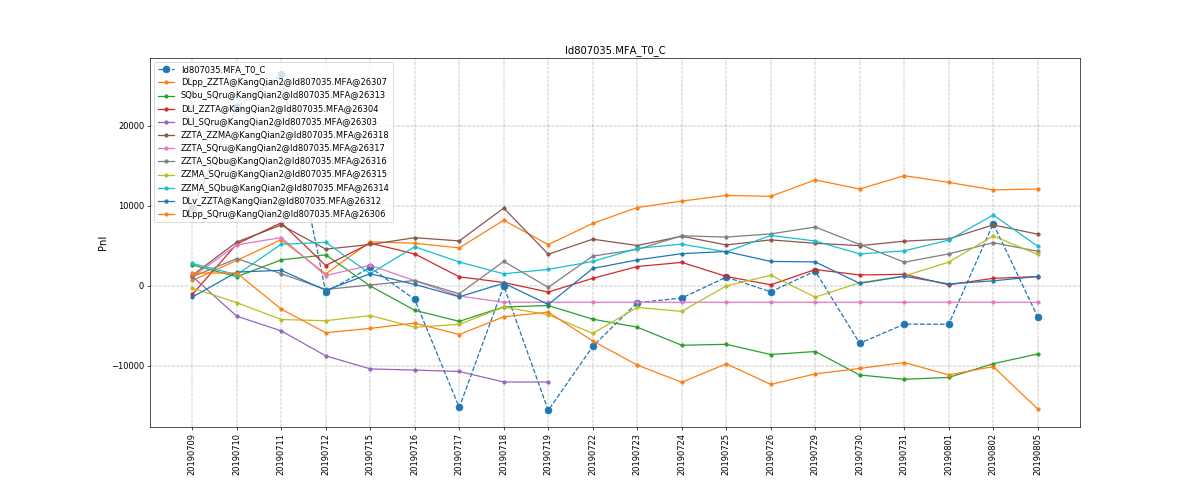 ld807035.MFA_T0_C
Pnl
20000
10000
0
−10000
ld807035.MFA_T0_C
DLpp_ZZTA@KangQian2@ld807035.MFA@26307
SQbu_SQru@KangQian2@ld807035.MFA@26313
DLl_ZZTA@KangQian2@ld807035.MFA@26304
DLl_SQru@KangQian2@ld807035.MFA@26303
ZZTA_ZZMA@KangQian2@ld807035.MFA@26318
ZZTA_SQru@KangQian2@ld807035.MFA@26317
ZZTA_SQbu@KangQian2@ld807035.MFA@26316
ZZMA_SQru@KangQian2@ld807035.MFA@26315
ZZMA_SQbu@KangQian2@ld807035.MFA@26314
DLv_ZZTA@KangQian2@ld807035.MFA@26312
DLpp_SQru@KangQian2@ld807035.MFA@26306
20190709
20190710
20190711
20190712
20190715
20190716
20190717
20190718
20190719
20190722
20190723
20190724
20190725
20190726
20190729
20190730
20190731
20190801
20190802
20190805